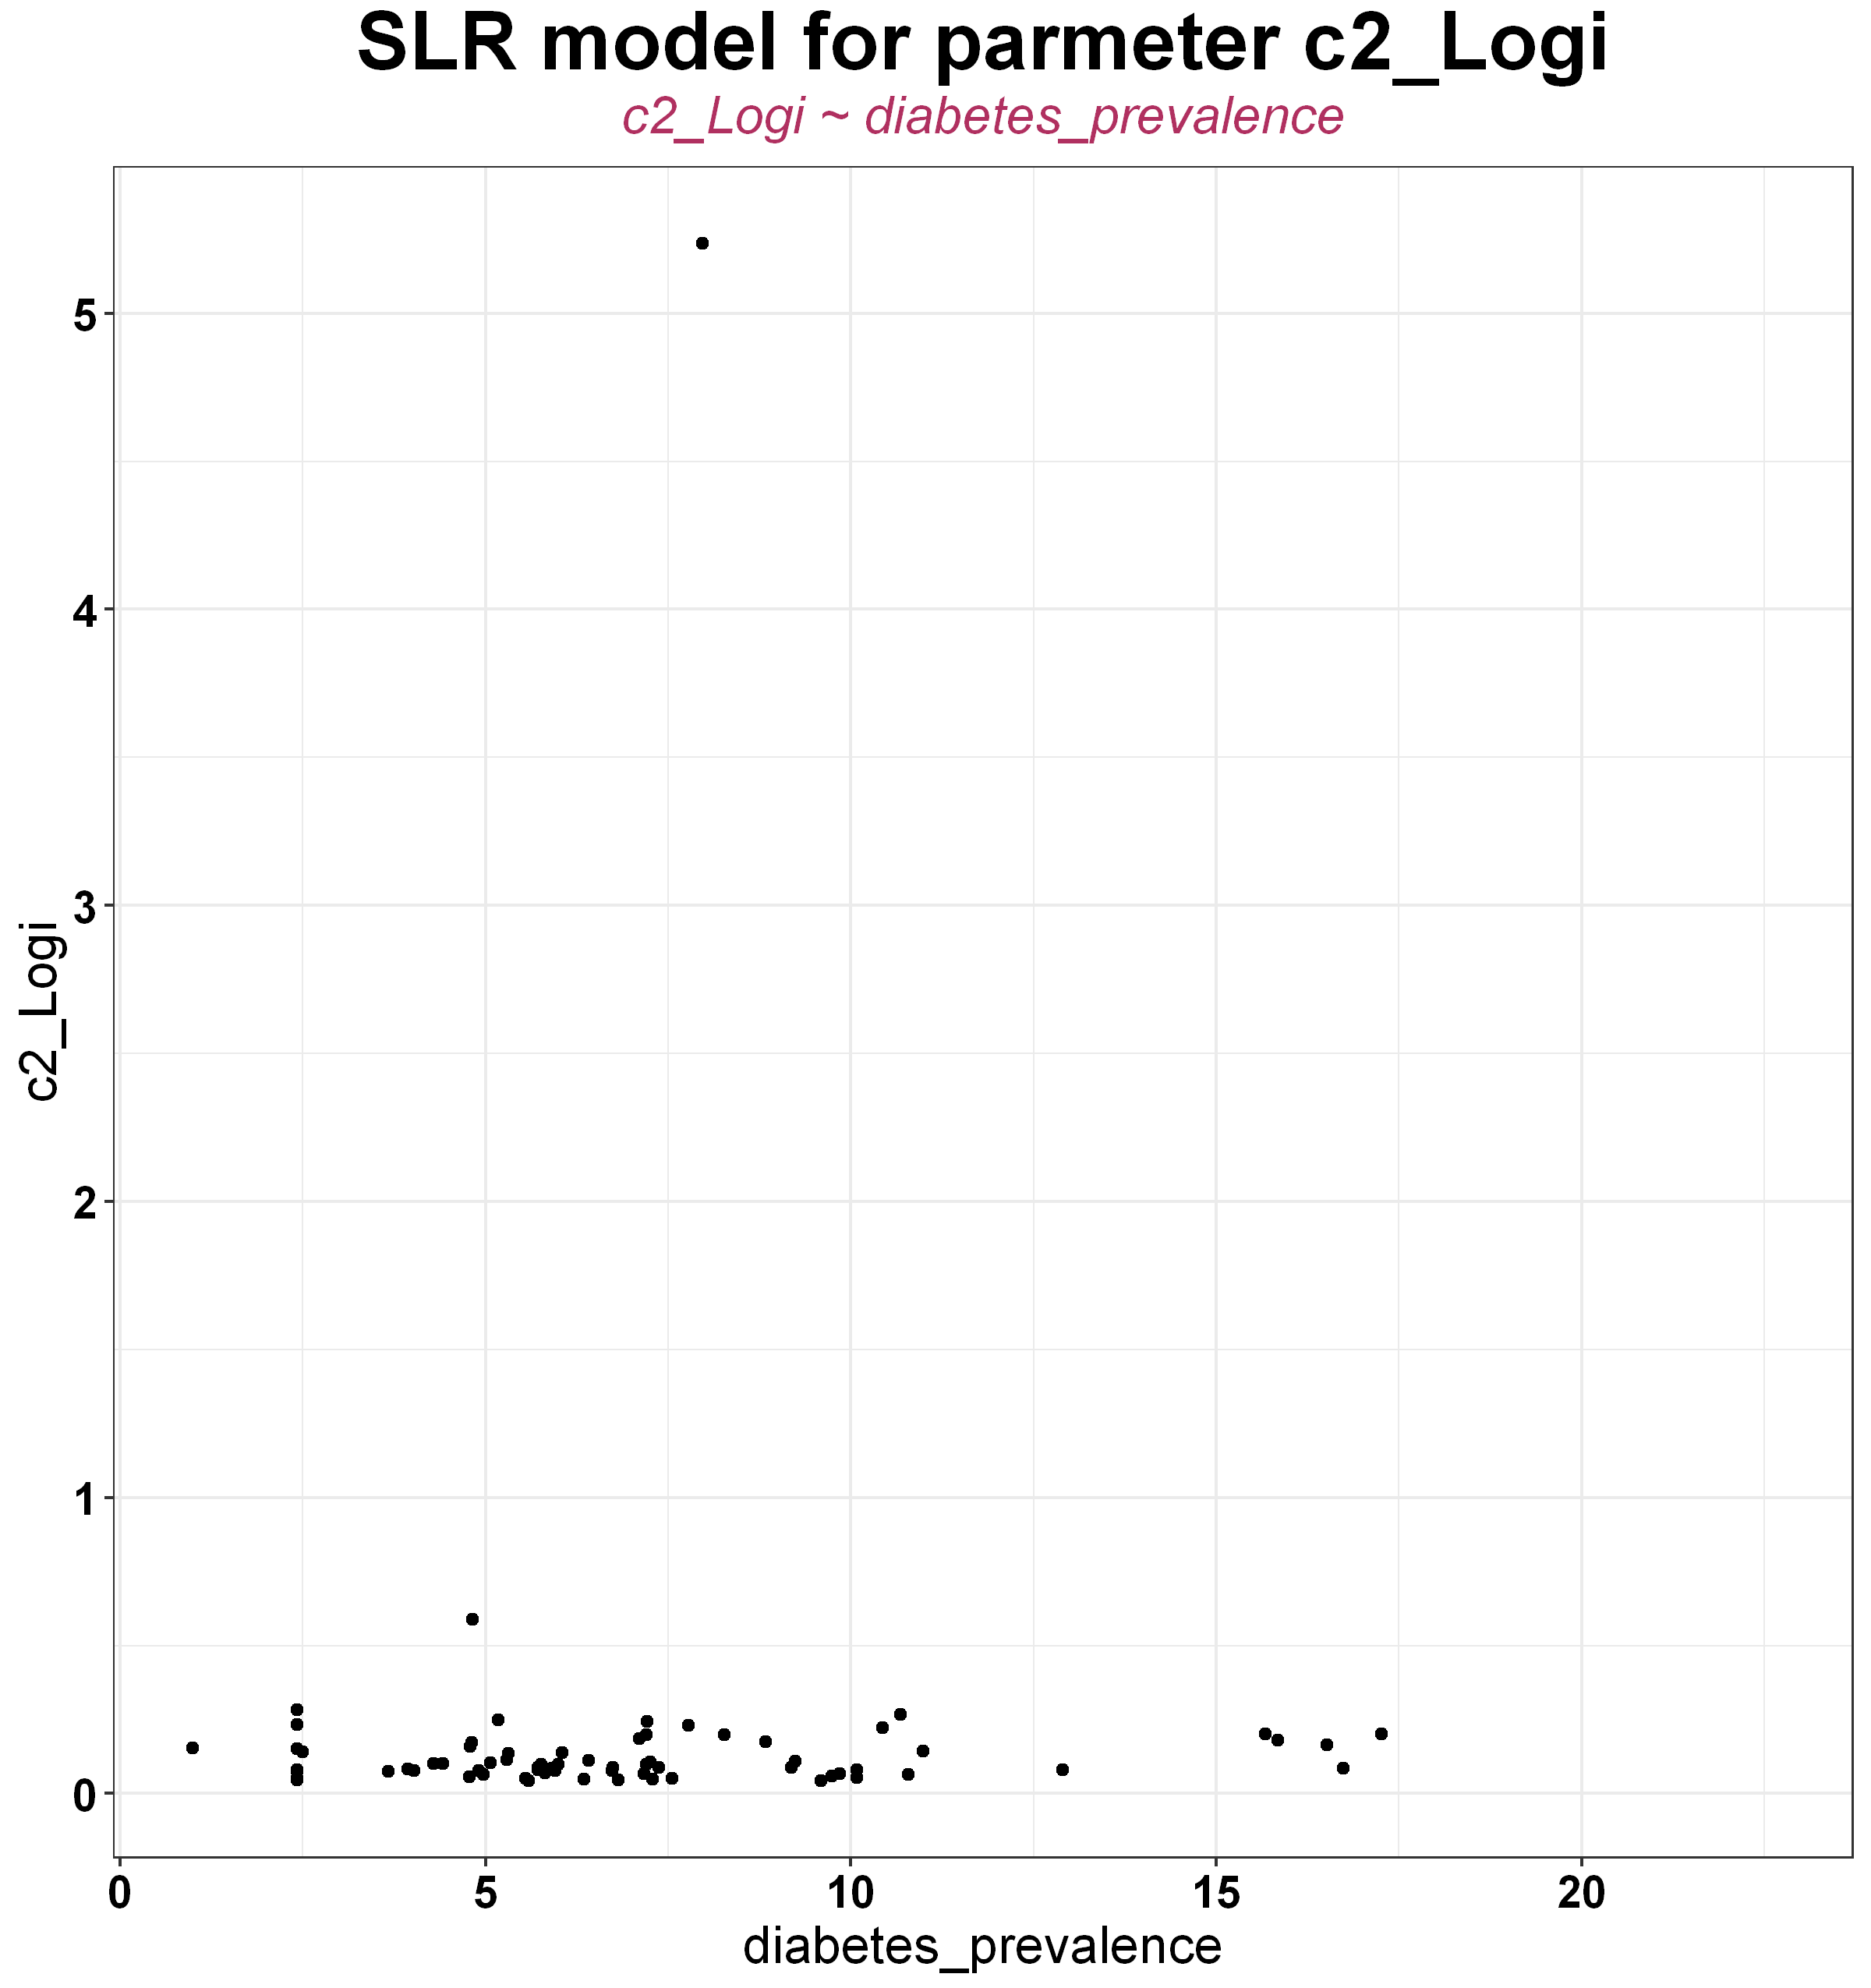 SLR model for parmeter c2_Logi
c2_Logi ~ diabetes_prevalence
5
4
3
2
1
0
c2_Logi
0 5 10 15 20
diabetes_prevalence